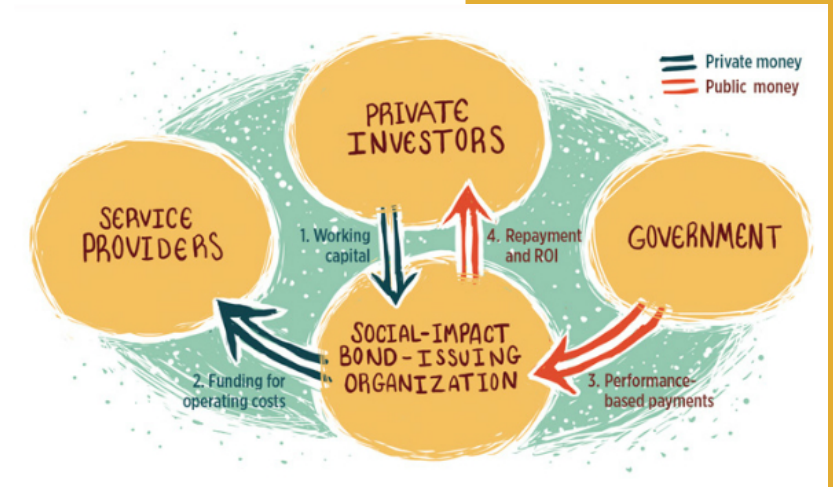 Private money
Public money
PRIVATE
INVESTORS
SERVICE
PROVIDERS
GOVERNMENT
1. Working
capital
4. Repayment
and ROI
SOCIAL-IMPACT
BOND-ISSUING
ORGANIZATION
2. Funding for
operating costs
3. Performance-
based payments